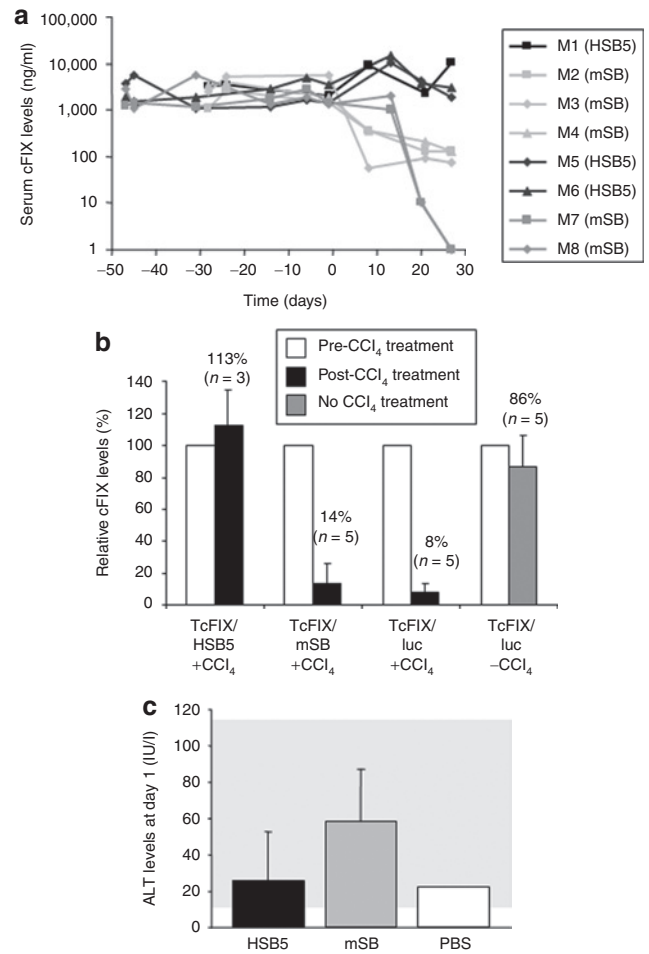 a
100,000
10,000
1,000
100
10
1
Serum cFIX levels (ng/ml)
−50 −40 −30 −20 −10 0 10 20 30
Time (days)
M1 (HSB5)
M2 (mSB)
M3 (mSB)
M4 (mSB)
M5 (HSB5)
M6 (HSB5)
M7 (mSB)
M8 (mSB)
b
Pre-CCl₄ treatment
Post-CCl₄ treatment
No CCl₄ treatment
140
120
100
80
60
40
20
0
Relative cFIX levels (%)
113%
(n = 3)
14%
(n = 5)
8%
(n = 5)
86%
(n = 5)
TcFIX/
HSB5
+CCl₄
TcFIX/
mSB
+CCl₄
TcFIX/
luc
+CCl₄
TcFIX/
luc
−CCl₄
c
120
100
80
60
40
20
0
ALT levels at day 1 (IU/l)
HSB5 mSB PBS